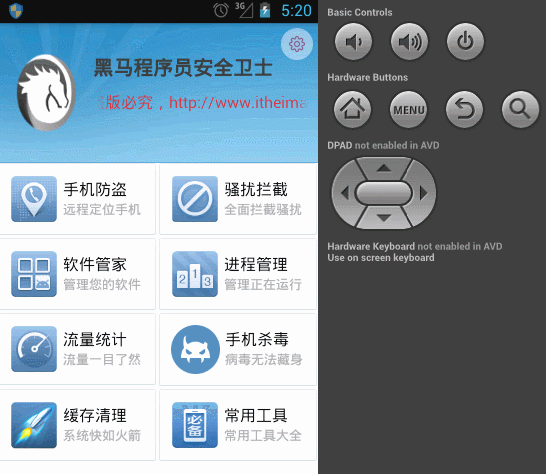 3G 5:20
黑马程序员安全卫士
版必究，http://www.itheima
手机防盗
远程定位手机
骚扰拦截
全面拦截骚扰
软件管家
管理您的软件
进程管理
管理正在运行
2 1 3
流量统计
流量一目了然
手机杀毒
病毒无法藏身
缓存清理
系统快如火箭
常用工具
常用工具大全
必备
Basic Controls
Hardware Buttons
MENU
DPAD not enabled in AVD
Hardware Keyboard not enabled in AVD
Use on screen keyboard